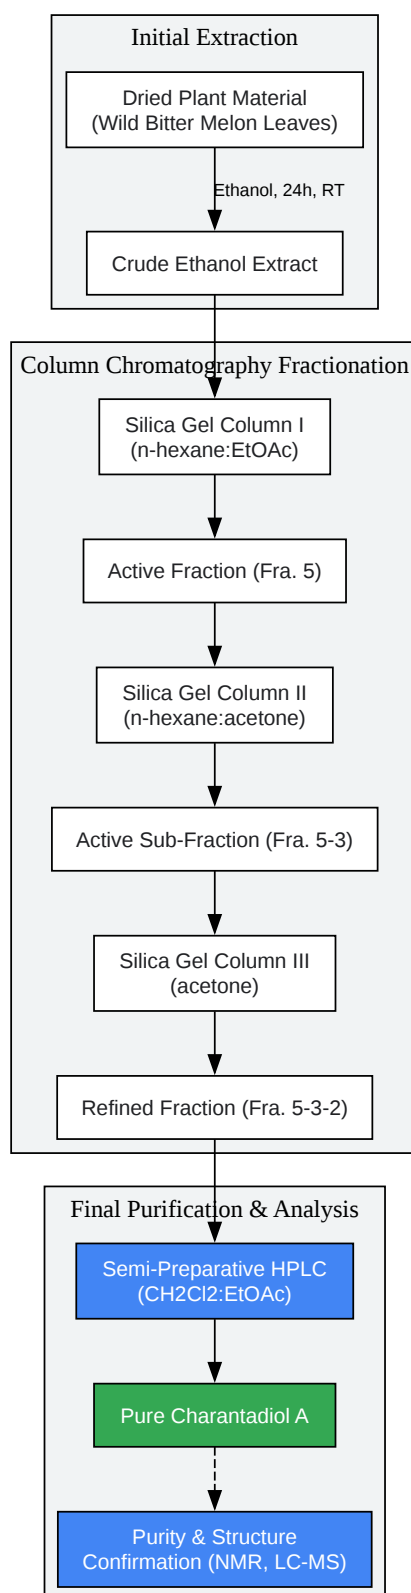 Initial Extraction
Dried Plant Material
(Wild Bitter Melon Leaves)
Ethanol, 24h, RT
Crude Ethanol Extract
Column Chromatography Fractionation
Silica Gel Column I
(n-hexane:EtOAc)
Active Fraction (Fra. 5)
Silica Gel Column II
(n-hexane:acetone)
Active Sub-Fraction (Fra. 5-3)
Silica Gel Column III
(acetone)
Refined Fraction (Fra. 5-3-2)
Final Purification & Analysis
Semi-Preparative HPLC
(CH2Cl2:EtOAc)
Pure Charantadiol A
Purity & Structure
Confirmation (NMR, LC-MS)